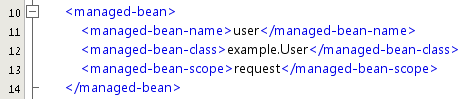 10 <managed-bean>
11 <managed-bean-name>user</managed-bean-name>
12 <managed-bean-class>example.User</managed-bean-class>
13 <managed-bean-scope>request</managed-bean-scope>
14 </managed-bean>